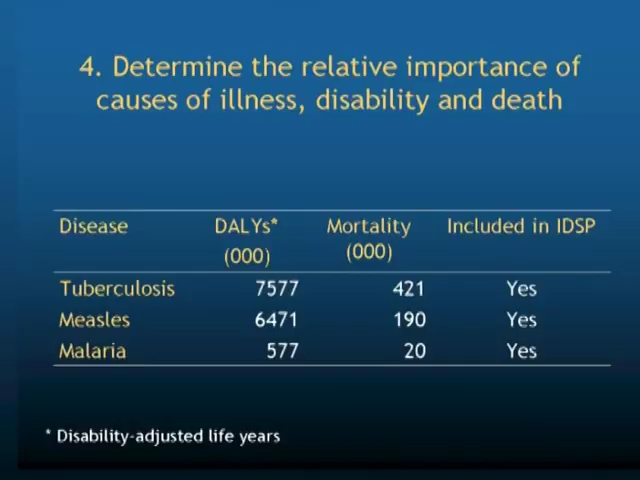 4. Determine the relative importance of
causes of illness, disability and death
Disease DALYs* Mortality Included in IDSP
(000) (000)
Tuberculosis 7577 421 Yes
Measles 6471 190 Yes
Malaria 577 20 Yes
* Disability-adjusted life years